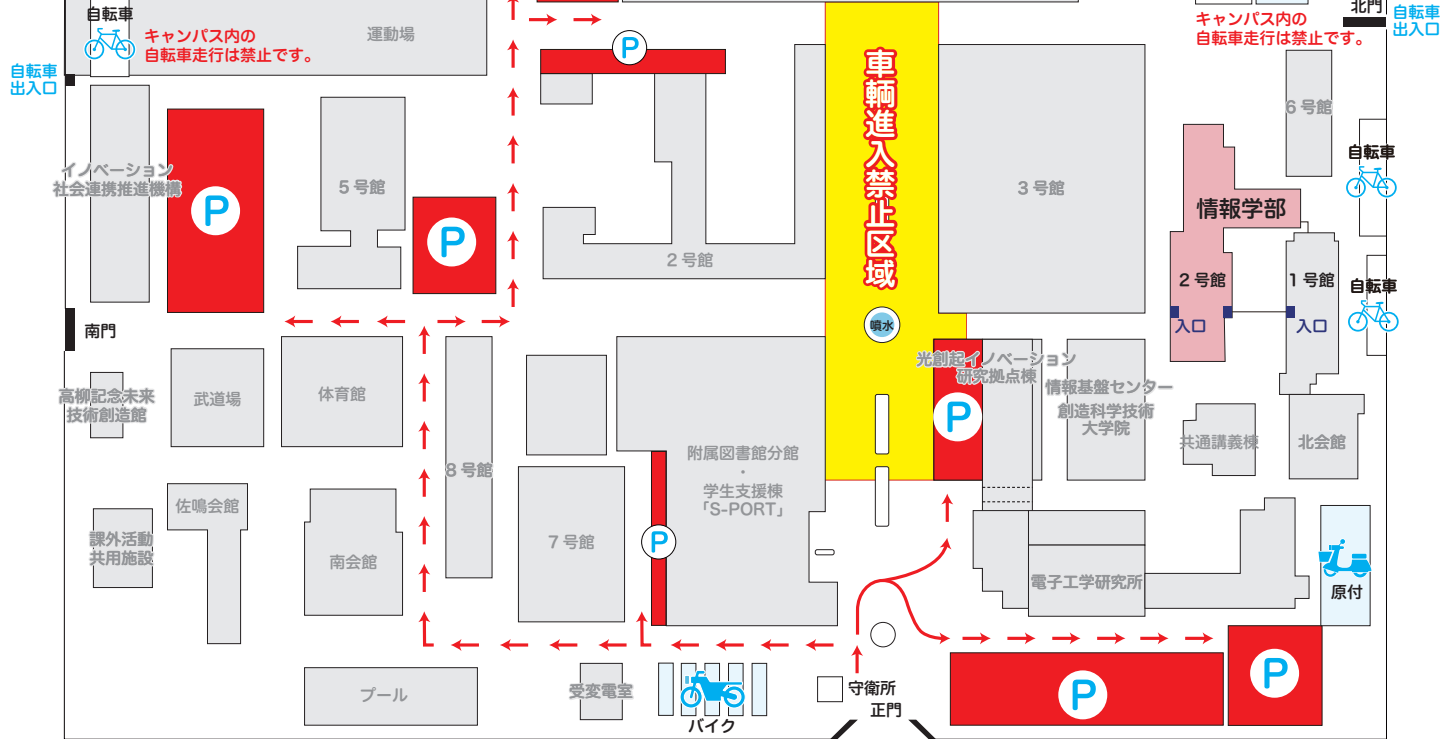 自転車
キャンパス内の
自転車走行は禁止です。
運動場
自転車
出入口
P
車輌進入禁止区域
キャンパス内の
自転車走行は禁止です。
北門
自転車
出入口
6号館
自転車
イノベーション
社会連携推進機構
P
5号館
P
2号館
3号館
情報学部
2号館
1号館
入口
入口
自転車
噴水
南門
高柳記念未来
技術創造館
武道場
体育館
8号館
附属図書館分館
・
学生支援棟
「S-PORT」
光創起イノベーション
研究拠点棟
P
情報基盤センター
創造科学技術
大学院
共通講義棟
北会館
佐鳴会館
課外活動
共用施設
南会館
7号館
P
電子工学研究所
原付
プール
受変電室
バイク
守衛所
正門
P
P